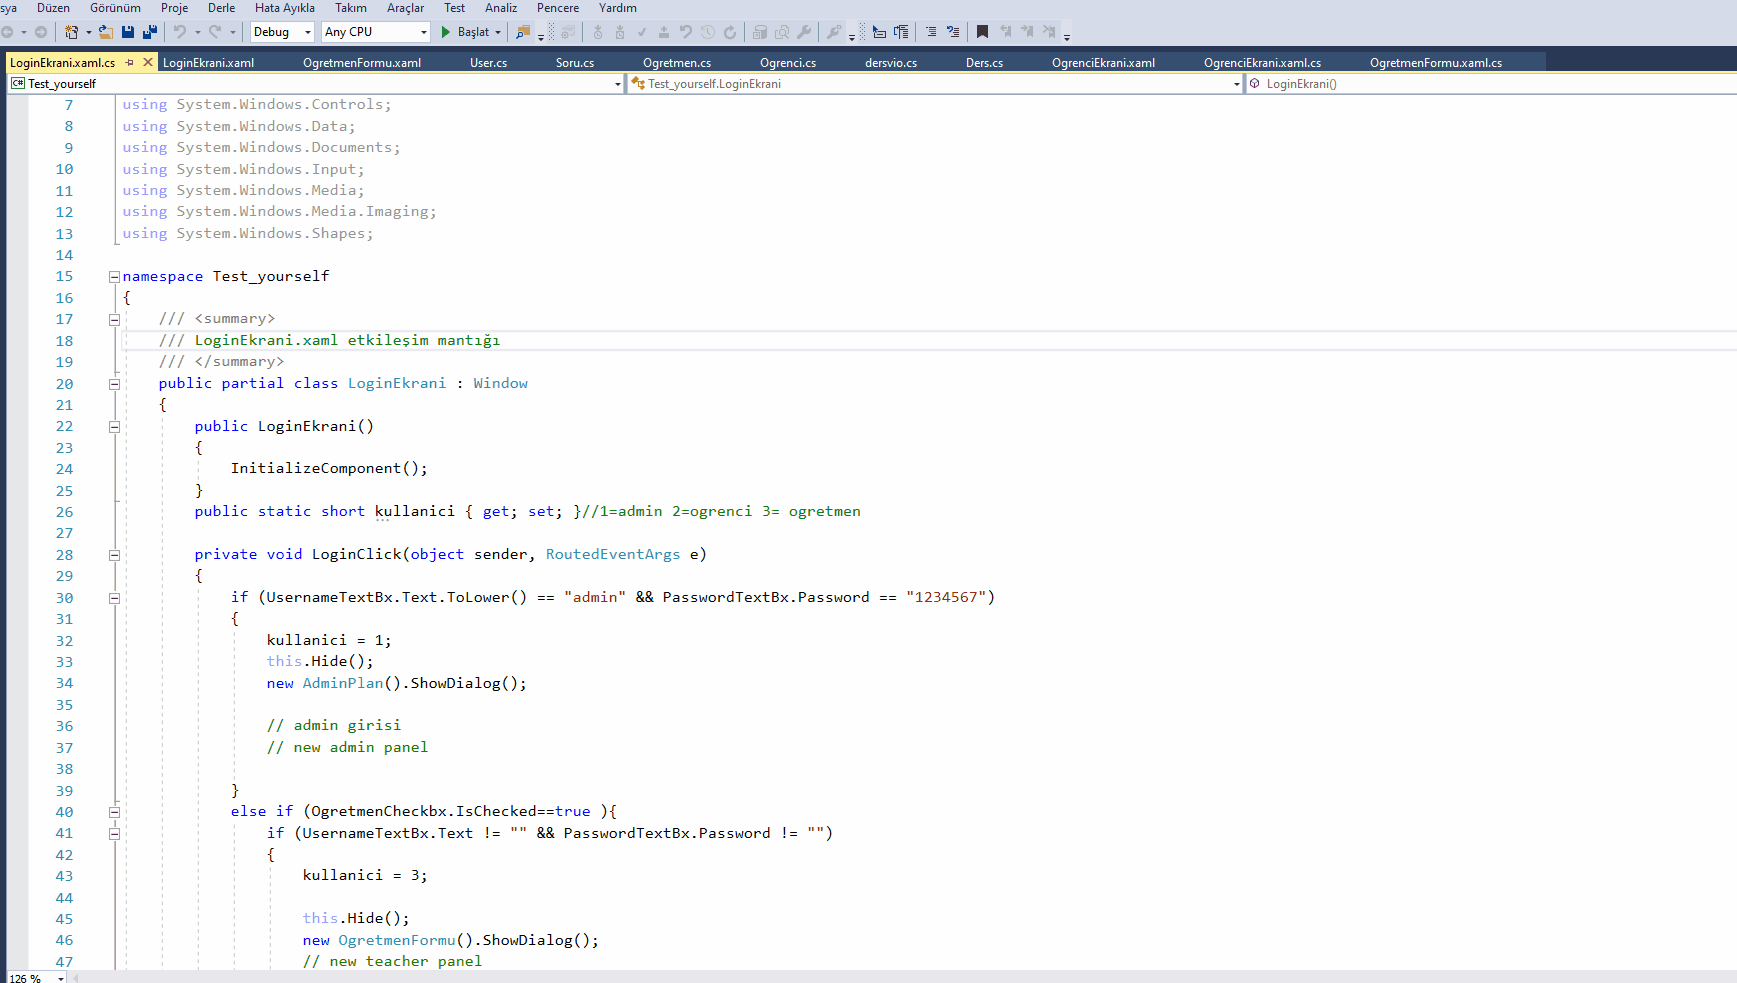 sya Düzen Görünüm Proje Derle Hata Ayıkla Takım Araçlar Test Analiz Pencere Yardım
Debug Any CPU Başlat
LoginEkrani.xaml.cs LoginEkrani.xaml OgretmenFormu.xaml User.cs Soru.cs Ogretmen.cs Ogrenci.cs dersvio.cs Ders.cs OgrenciEkrani.xaml OgrenciEkrani.xaml.cs OgretmenFormu.xaml.cs
C# Test_yourself Test_yourself.LoginEkrani LoginEkrani()
7 using System.Windows.Controls;
8 using System.Windows.Data;
9 using System.Windows.Documents;
10 using System.Windows.Input;
11 using System.Windows.Media;
12 using System.Windows.Media.Imaging;
13 using System.Windows.Shapes;
14
15 namespace Test_yourself
16 {
17 /// <summary>
18 /// LoginEkrani.xaml etkileşim mantığı
19 /// </summary>
20 public partial class LoginEkrani : Window
21 {
22 public LoginEkrani()
23 {
24 InitializeComponent();
25 }
26 public static short kullanici { get; set; }//1=admin 2=ogrenci 3= ogretmen
27
28 private void LoginClick(object sender, RoutedEventArgs e)
29 {
30 if (UsernameTextBx.Text.ToLower() == "admin" && PasswordTextBx.Password == "1234567")
31 {
32 kullanici = 1;
33 this.Hide();
34 new AdminPlan().ShowDialog();
35
36 // admin girisi
37 // new admin panel
38
39 }
40 else if (OgretmenCheckbx.IsChecked==true ){
41 if (UsernameTextBx.Text != "" && PasswordTextBx.Password != "")
42 {
43 kullanici = 3;
44
45 this.Hide();
46 new OgretmenFormu().ShowDialog();
47 // new teacher panel
126 %